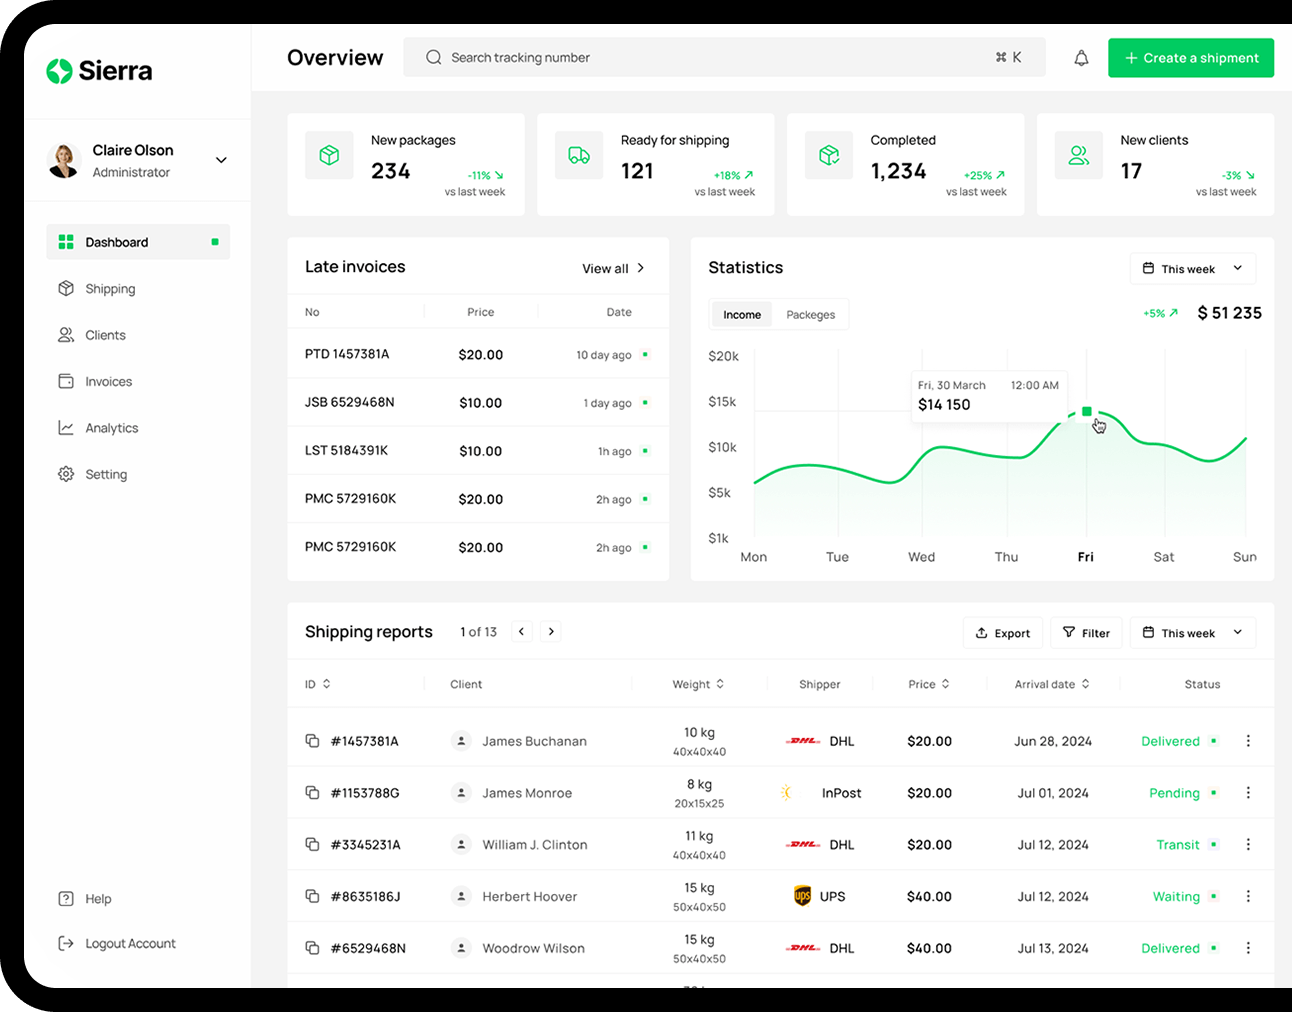 Sierra
Claire Olson
Administrator
Dashboard
Shipping
Clients
Invoices
Analytics
Setting
Help
Logout Account
Overview
Search tracking number
⌘ K
+ Create a shipment
New packages
234
-11% ↘
vs last week
Ready for shipping
121
+18% ↗
vs last week
Completed
1,234
+25% ↗
vs last week
New clients
17
-3% ↘
vs last week
Late invoices
View all >
No Price Date
PTD 1457381A $20.00 10 day ago
JSB 6529468N $10.00 1 day ago
LST 5184391K $10.00 1h ago
PMC 5729160K $20.00 2h ago
PMC 5729160K $20.00 2h ago
Statistics
This week
Income Packeges
+5% ↗ $ 51 235
$20k
$15k
$10k
$5k
$1k
Fri, 30 March 12:00 AM
$14 150
Mon Tue Wed Thu Fri Sat Sun
Shipping reports 1 of 13
Export Filter This week
ID Client Weight Shipper Price Arrival date Status
#1457381A James Buchanan 10 kg DHL DHL $20.00 Jun 28, 2024 Delivered
40x40x40
#1153788G James Monroe 8 kg InPost $20.00 Jul 01, 2024 Pending
20x15x25
#3345231A William J. Clinton 11 kg DHL DHL $20.00 Jul 12, 2024 Transit
40x40x40
#8635186J Herbert Hoover 15 kg ups UPS $40.00 Jul 12, 2024 Waiting
50x40x50
#6529468N Woodrow Wilson 15 kg DHL DHL $40.00 Jul 13, 2024 Delivered
50x40x50